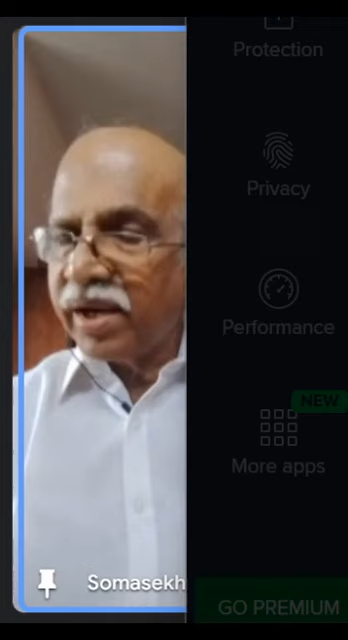 Protection
Privacy
Performance
NEW
More apps
Somasekh
GO PREMIUM